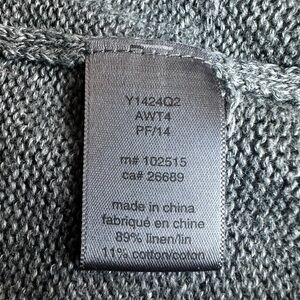 Y1424Q2
AWT4
PF/14
m# 102515
ca# 26689
made in china
fabriqué en chine
89% linen/lin
11% cotton/coton